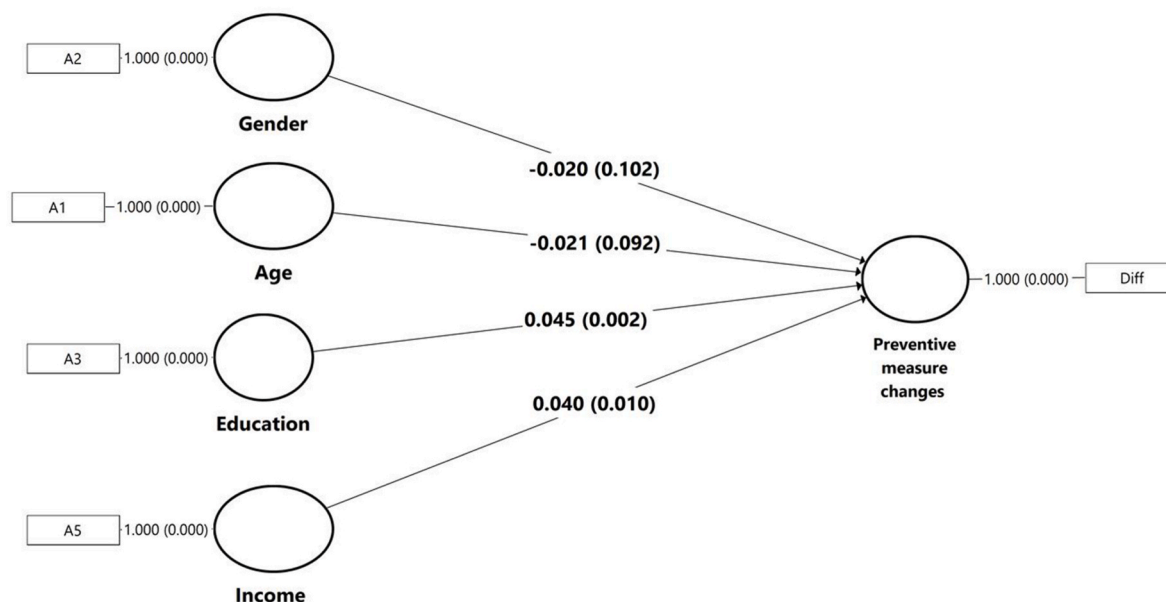 A2
1.000 (0.000)
Gender
-0.020 (0.102)
A1
1.000 (0.000)
Age
-0.021 (0.092)
A3
1.000 (0.000)
Education
0.045 (0.002)
A5
1.000 (0.000)
Income
0.040 (0.010)
Preventive
measure
changes
1.000 (0.000)
Diff